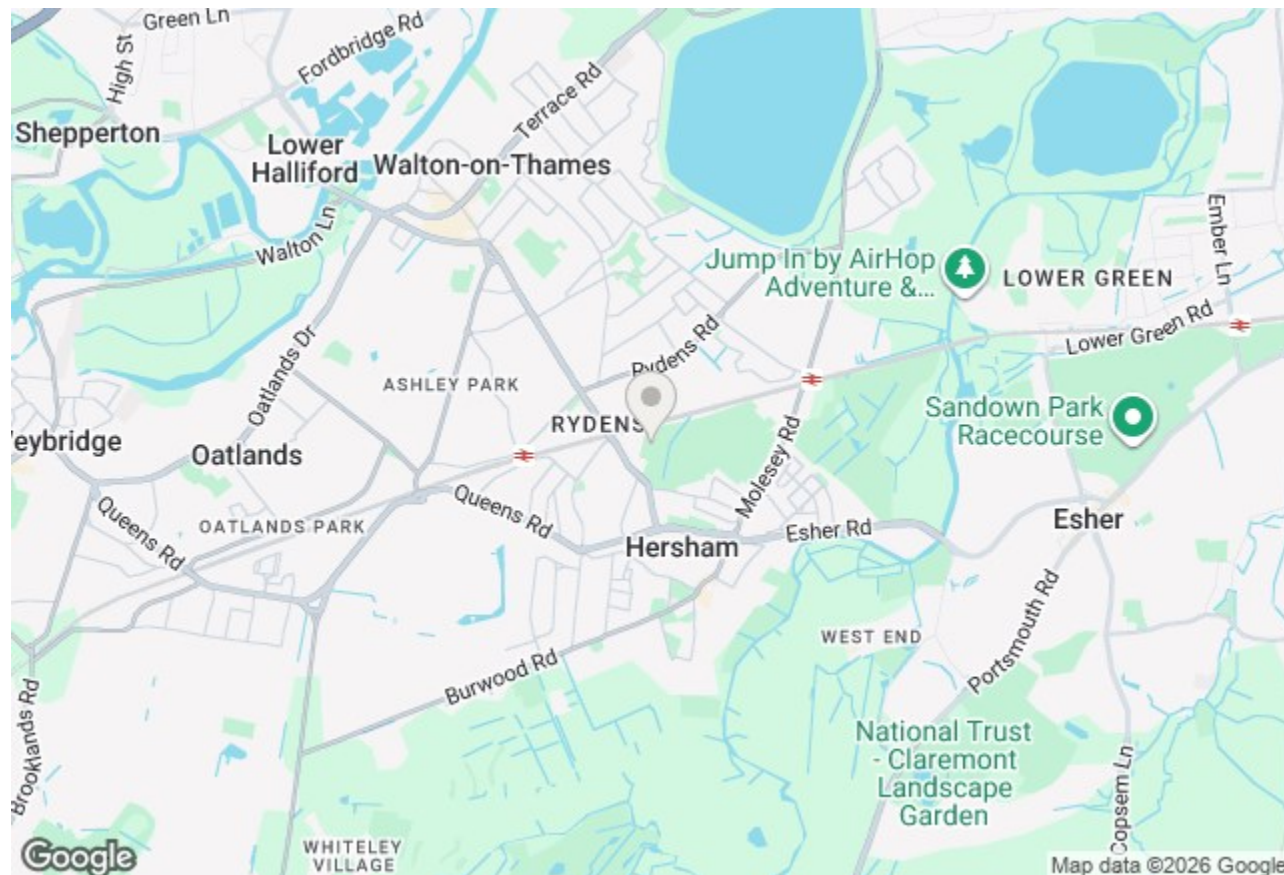 Green Ln
High St
Fordbridge Rd
Terrace Rd
Shepperton
Lower
Halliford
Walton-on-Thames
Walton Ln
Ember Ln
Jump In by AirHop
Adventure &...
LOWER GREEN
Lower Green Rd
Oatlands Dr
Rydens Rd
ASHLEY PARK
RYDENS
Sandown Park
Racecourse
eybridge
Oatlands
Molesey Rd
Queens Rd
OATLANDS PARK
Queens Rd
Hersham
Esher Rd
Esher
WEST END
Portsmouth Rd
Burwood Rd
Brooklands Rd
National Trust
- Claremont
Landscape
Garden
Copsem Ln
WHITELEY
VILLAGE
Google
Map data ©2026 Google